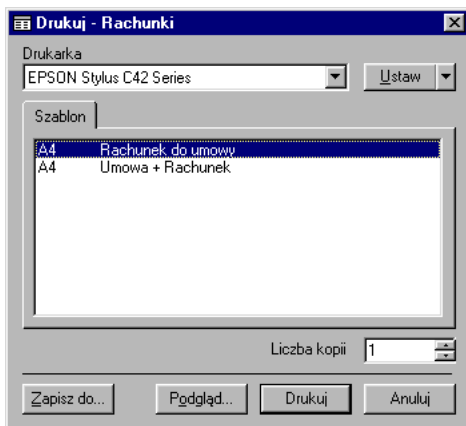 Drukuj - Rachunki
Drukarka
EPSON Stylus C42 Series
Ustaw
Szablon
A4 Rachunek do umowy
A4 Umowa + Rachunek
Liczba kopii 1
Zapisz do... Podgląd... Drukuj Anuluj